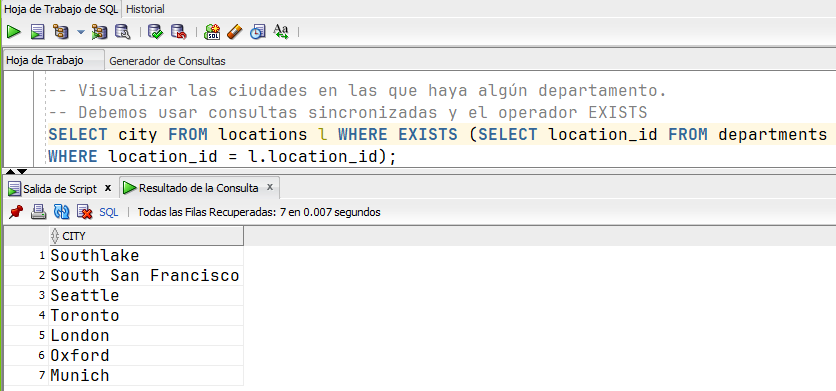 Hoja de Trabajo de SQL Historial
SQL
Aa
Hoja de Trabajo Generador de Consultas
-- Visualizar las ciudades en las que haya algún departamento.
-- Debemos usar consultas sincronizadas y el operador EXISTS
SELECT city FROM locations l WHERE EXISTS (SELECT location_id FROM departments
WHERE location_id = l.location_id);
Salida de Script x Resultado de la Consulta x
SQL | Todas las Filas Recuperadas: 7 en 0.007 segundos
CITY
1 Southlake
2 South San Francisco
3 Seattle
4 Toronto
5 London
6 Oxford
7 Munich